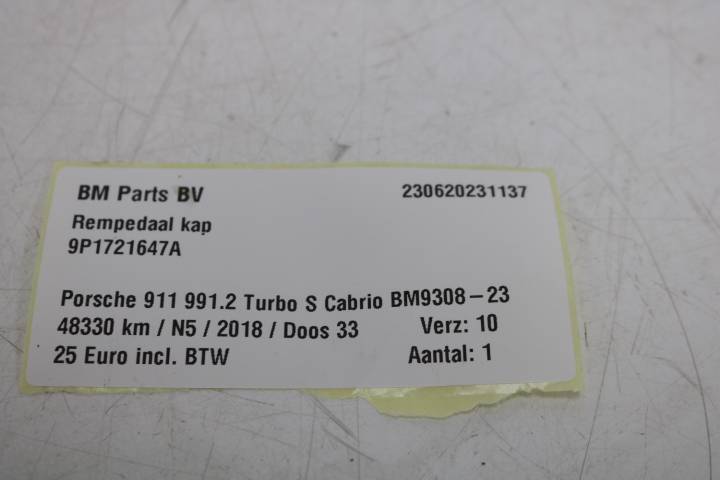 BM Parts BV 230620231137
Rempedaal kap
9P1721647A
Porsche 911 991.2 Turbo S Cabrio BM9308-23
48330 km / N5 / 2018 / Doos 33 Verz: 10
25 Euro incl. BTW Aantal: 1